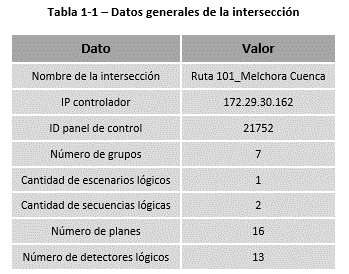 Tabla 1-1 – Datos generales de la intersección
Dato Valor
Nombre de la intersección Ruta 101_Melchora Cuenca
IP controlador 172.29.30.162
ID panel de control 21752
Número de grupos 7
Cantidad de escenarios lógicos 1
Cantidad de secuencias lógicas 2
Número de planes 16
Número de detectores lógicos 13